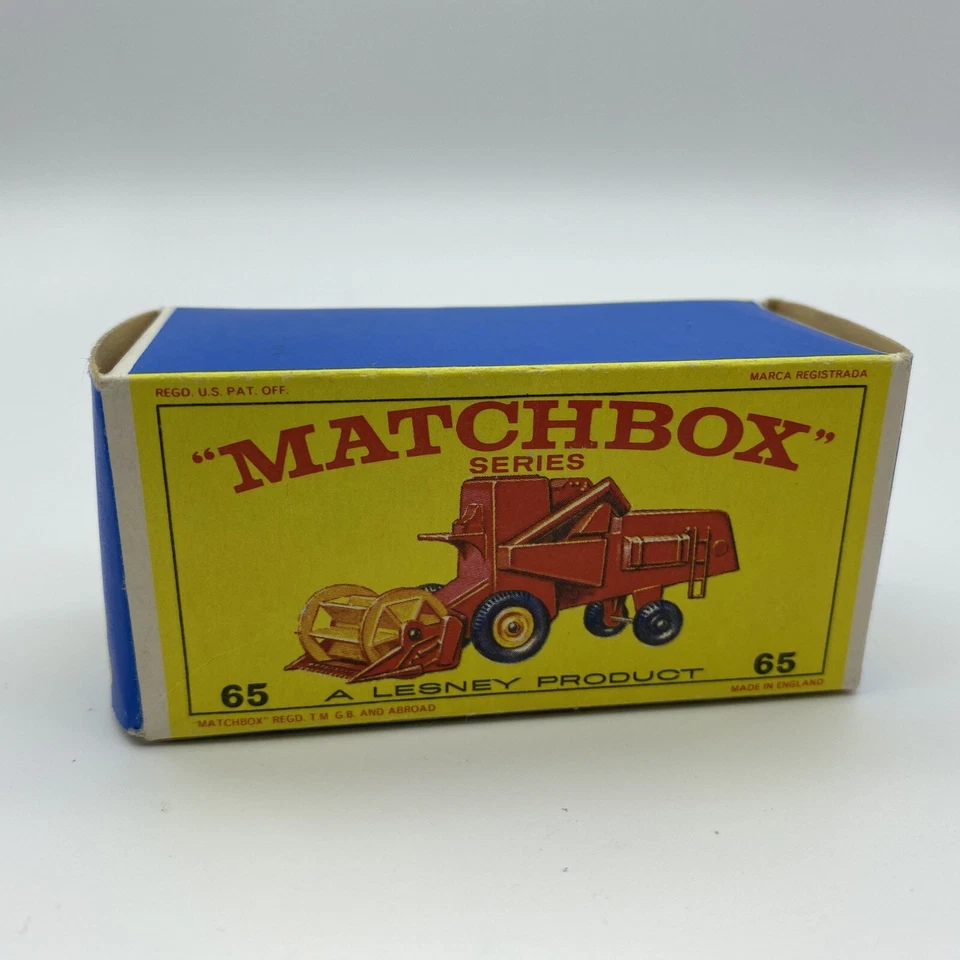 REGD. U.S. PAT. OFF.
MARCA REGISTRADA
"MATCHBOX"
SERIES
65
A LESNEY PRODUCT
65
"MATCHBOX" REGD. T.M G.B. AND ABROAD
MADE IN ENGLAND